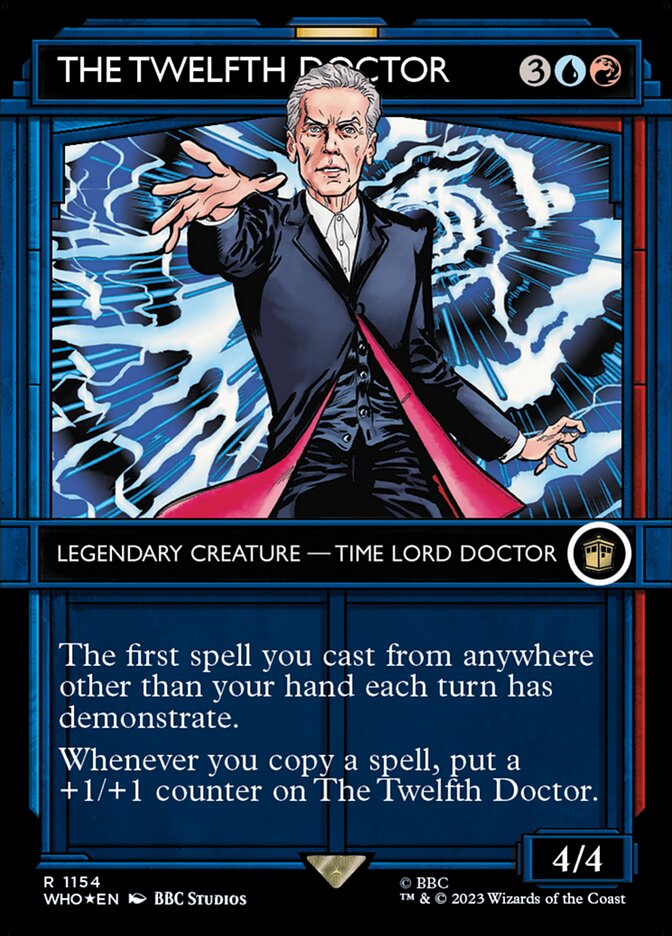 THE TWELFTH DOCTOR 3
LEGENDARY CREATURE — TIME LORD DOCTOR
The first spell you cast from anywhere
other than your hand each turn has
demonstrate.
Whenever you copy a spell, put a
+1/+1 counter on The Twelfth Doctor.
4/4
R 1154
WHO★EN BBC Studios
© BBC
™ & © 2023 Wizards of the Coast